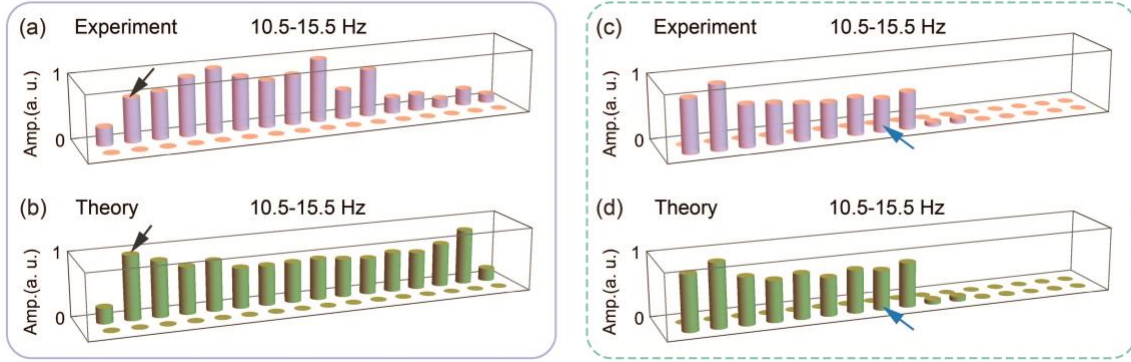 (a) Experiment 10.5-15.5 Hz
Amp.(a. u.)
1
0
(b) Theory 10.5-15.5 Hz
Amp.(a. u.)
1
0
(c) Experiment 10.5-15.5 Hz
Amp.(a. u.)
1
0
(d) Theory 10.5-15.5 Hz
Amp.(a. u.)
1
0